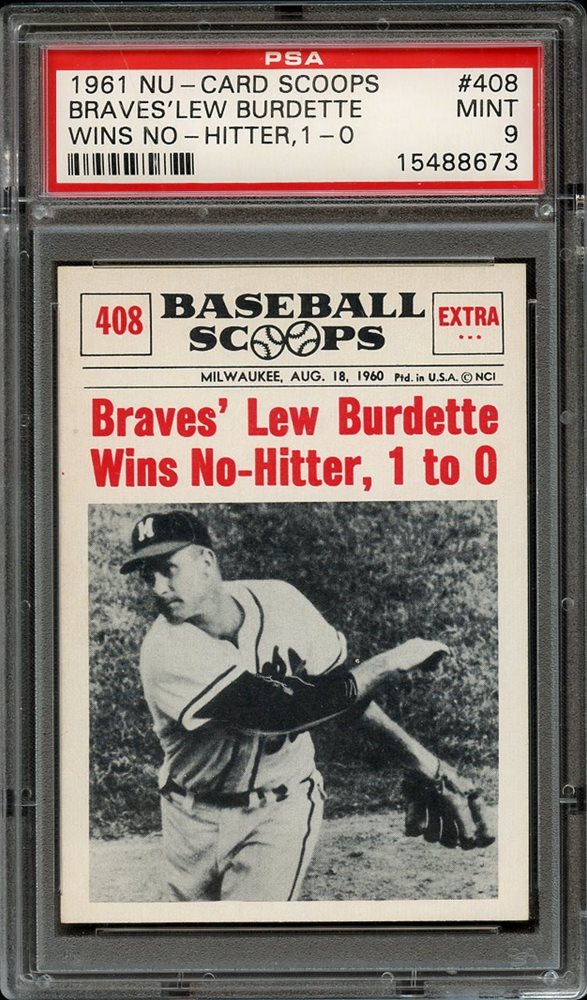 PSA
1961 NU-CARD SCOOPS #408
BRAVES'LEW BURDETTE MINT
WINS NO-HITTER,1-0 9
15488673
408 BASEBALL SCOOPS EXTRA ...
MILWAUKEE, AUG. 18, 1960 Ptd. in U.S.A. © NCI
Braves' Lew Burdette
Wins No-Hitter, 1 to 0
M